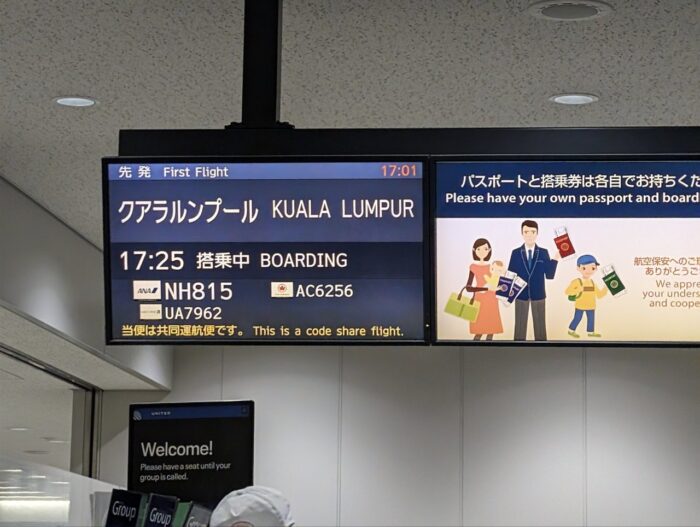 先発 First Flight 17:01
クアラルンプール KUALA LUMPUR
17:25 搭乗中 BOARDING
ANA NH815 AC6256
UA7962
当便は共同運航便です。 This is a code share flight.
パスポートと搭乗券は各自でお持ちくだ
Please have your own passport and board
航空保安へのご理
ありがとうご
We appre
your unders
and coope
UNITED
Welcome!
Please have a seat until your
group is called.
Group
Group